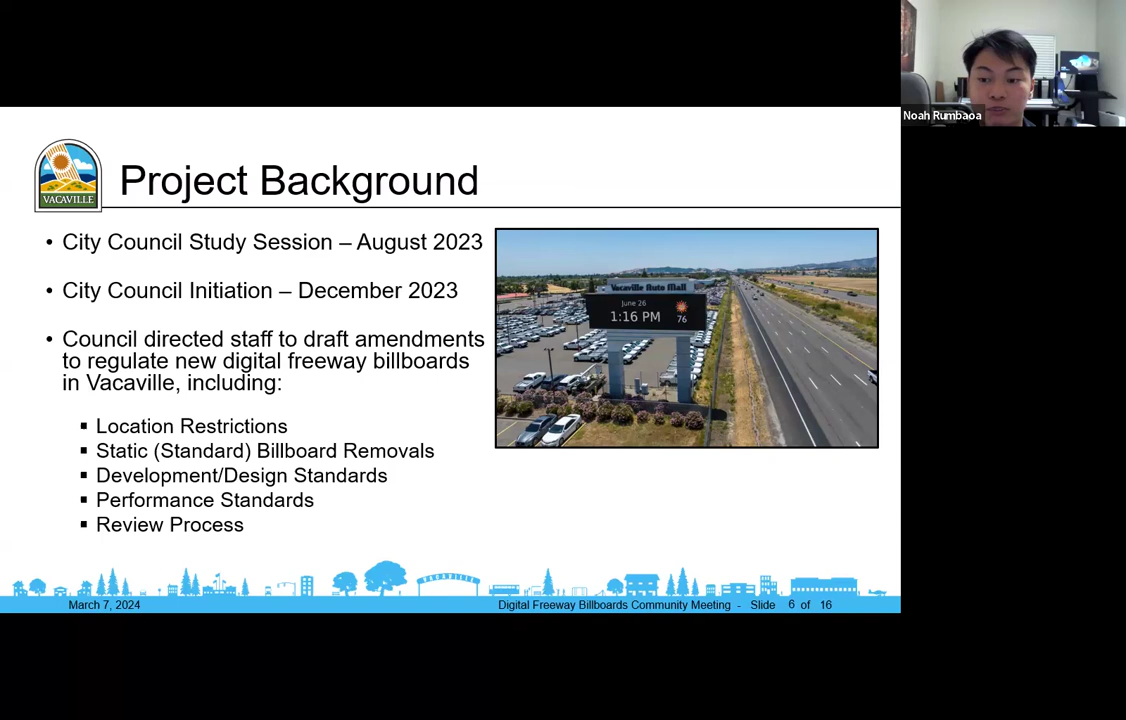 Noah Rumbaoa
VACAVILLE
Project Background
• City Council Study Session – August 2023
• City Council Initiation – December 2023
• Council directed staff to draft amendments
to regulate new digital freeway billboards
in Vacaville, including:
▪ Location Restrictions
▪ Static (Standard) Billboard Removals
▪ Development/Design Standards
▪ Performance Standards
▪ Review Process
Vacaville Auto Mall
June 26
1:16 PM
76
VACAVILLE
March 7, 2024
Digital Freeway Billboards Community Meeting - Slide 6 of 16